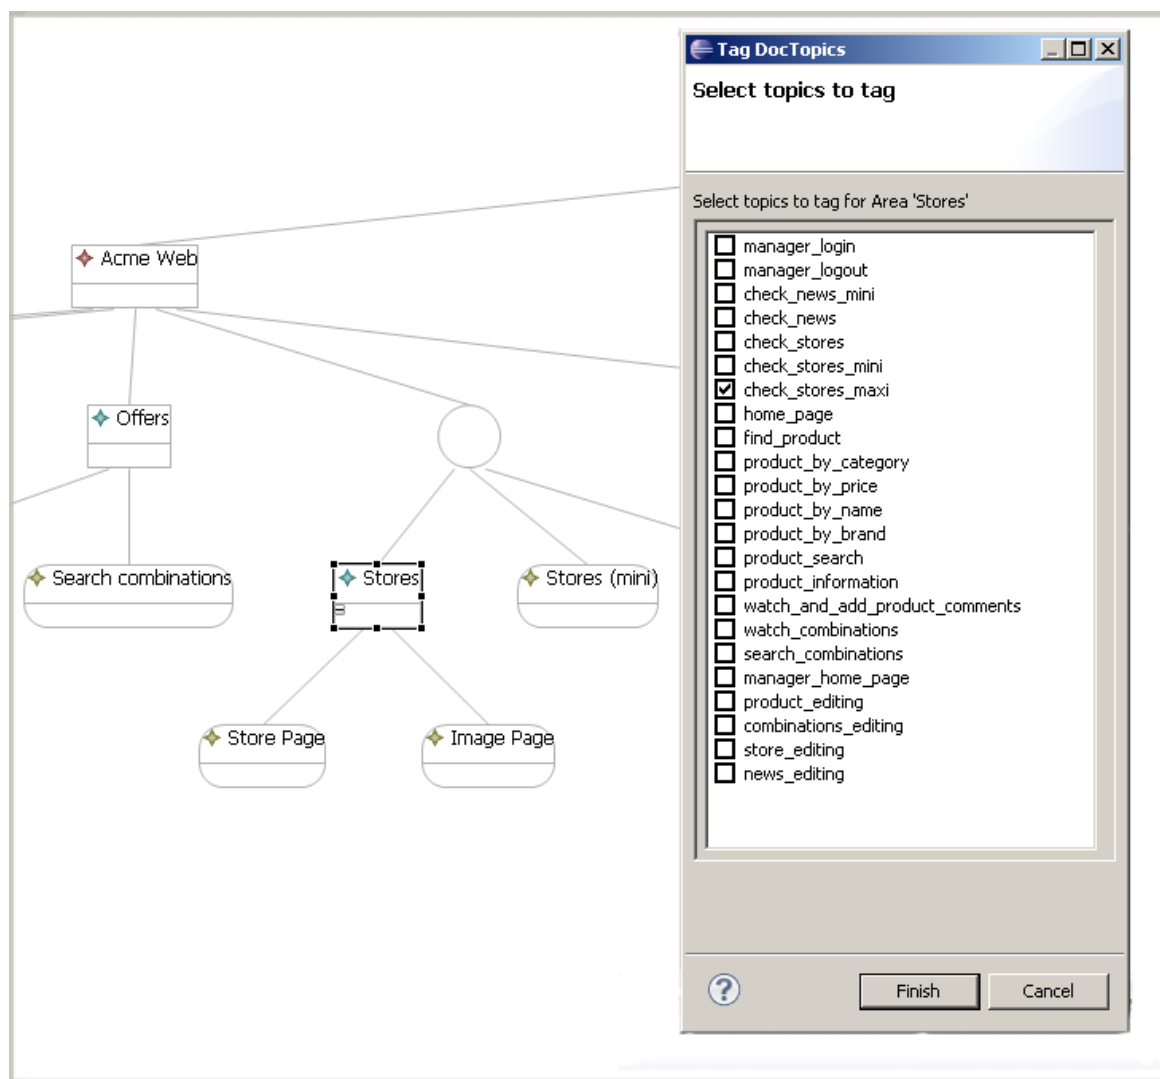 Tag DocTopics
Select topics to tag
Select topics to tag for Area 'Stores'
manager_login
manager_logout
check_news_mini
check_news
check_stores
check_stores_mini
check_stores_maxi
home_page
find_product
product_by_category
product_by_price
product_by_name
product_by_brand
product_search
product_information
watch_and_add_product_comments
watch_combinations
search_combinations
manager_home_page
product_editing
combinations_editing
store_editing
news_editing
Finish
Cancel
Acme Web
Offers
Search combinations
Stores
Stores (mini)
Store Page
Image Page